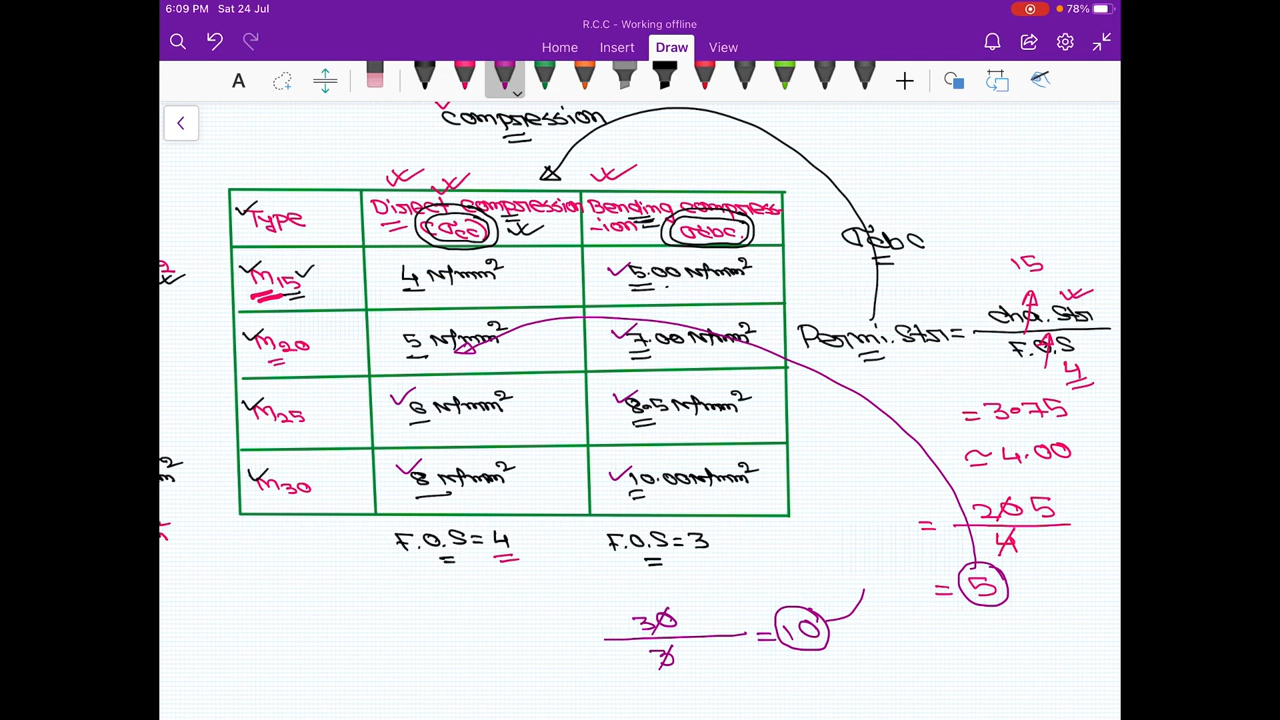 6:09 PM Sat 24 Jul
78%
R.C.C - Working offline
Home Insert Draw View
A
compression
Type
Direct compression
σcc
Bending compress
-ion σcbc
M15 4 N/mm² 5.00 N/mm²
M20 5 N/mm² 7.00 N/mm²
M25 6 N/mm² 8.5 N/mm²
M30 8 N/mm² 10.00 N/mm²
F.O.S = 4 F.O.S = 3
30
3
= 10
σcbc
15
Permi. Str = cha. Str
F.O.S
4
= 3.75
≃ 4.00
= 20 5
4
= 5